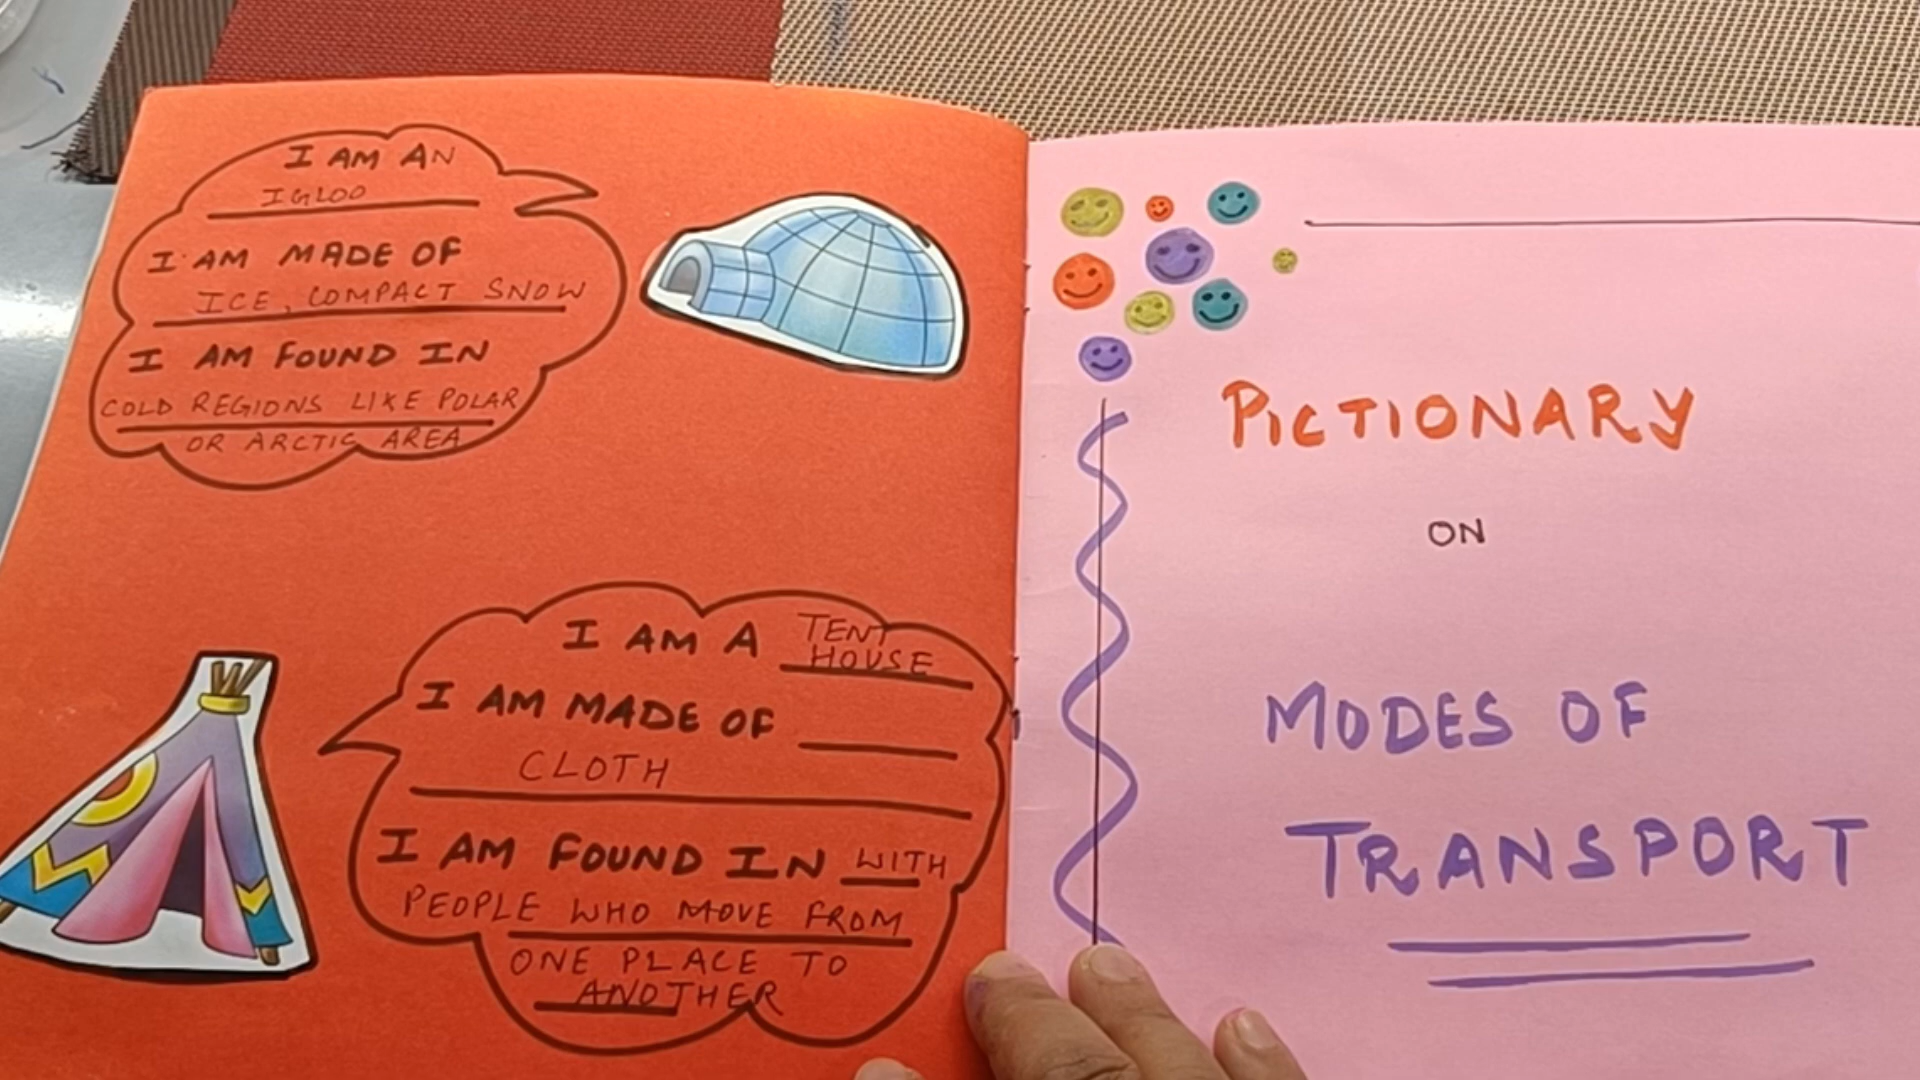 I AM AN
IGLOO
I AM MADE OF
ICE, COMPACT SNOW
I AM FOUND IN
COLD REGIONS LIKE POLAR
OR ARCTIC AREA
I AM A TENT
HOUSE
I AM MADE OF
CLOTH
I AM FOUND IN WITH
PEOPLE WHO MOVE FROM
ONE PLACE TO
ANOTHER
PICTIONARY
ON
MODES OF
TRANSPORT